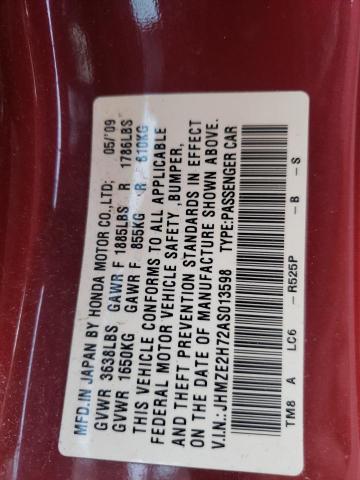 MFD.IN JAPAN BY HONDA MOTOR CO.,LTD; 05/'09
GVWR 3638LBS GAWR F 1885LBS R 1786LBS
GVWR 1650KG GAWR F 855KG R 810KG
THIS VEHICLE CONFORMS TO ALL APPLICABLE
FEDERAL MOTOR VEHICLE SAFETY ,BUMPER,
AND THEFT PREVENTION STANDARDS IN EFFECT
ON THE DATE OF MANUFACTURE SHOWN ABOVE.
V.I.N.:JHMZE2H72AS013598 TYPE:PASSENGER CAR
TM8 A LC6 -R525P -B -S